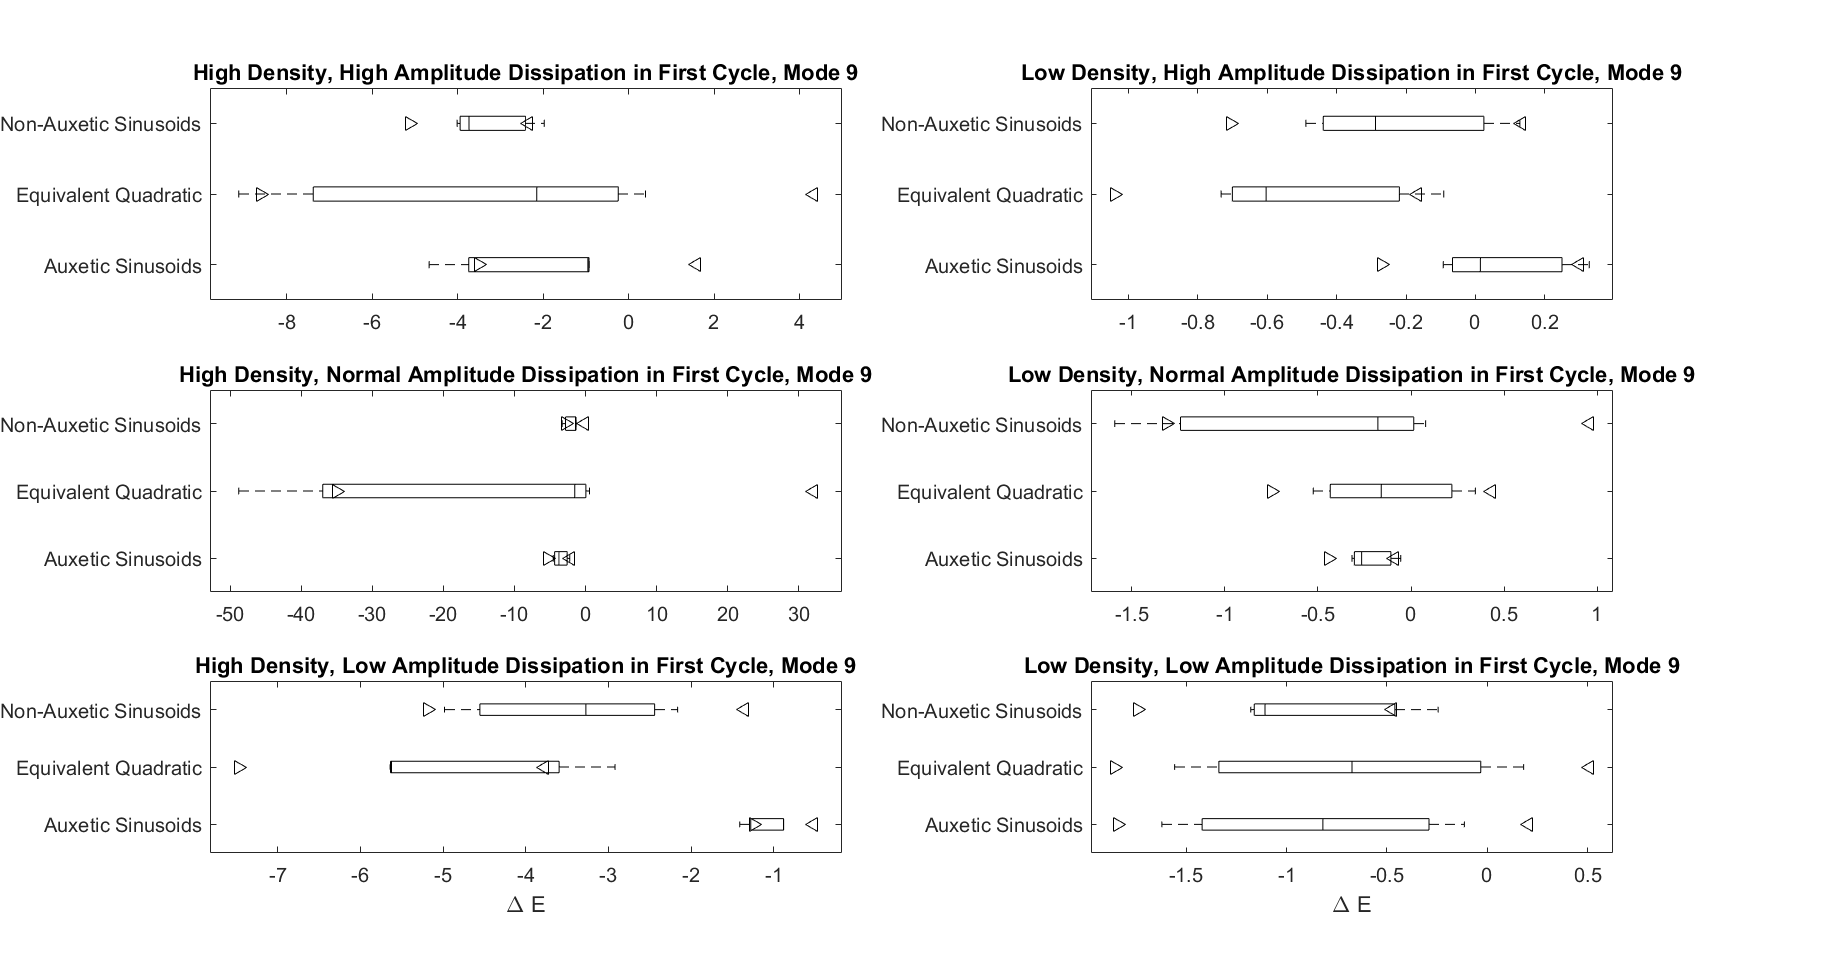 High Density, High Amplitude Dissipation in First Cycle, Mode 9
Non-Auxetic Sinusoids
Equivalent Quadratic
Auxetic Sinusoids
-8 -6 -4 -2 0 2 4
Low Density, High Amplitude Dissipation in First Cycle, Mode 9
Non-Auxetic Sinusoids
Equivalent Quadratic
Auxetic Sinusoids
-1 -0.8 -0.6 -0.4 -0.2 0 0.2
High Density, Normal Amplitude Dissipation in First Cycle, Mode 9
Non-Auxetic Sinusoids
Equivalent Quadratic
Auxetic Sinusoids
-50 -40 -30 -20 -10 0 10 20 30
Low Density, Normal Amplitude Dissipation in First Cycle, Mode 9
Non-Auxetic Sinusoids
Equivalent Quadratic
Auxetic Sinusoids
-1.5 -1 -0.5 0 0.5 1
High Density, Low Amplitude Dissipation in First Cycle, Mode 9
Non-Auxetic Sinusoids
Equivalent Quadratic
Auxetic Sinusoids
-7 -6 -5 -4 -3 -2 -1
Δ E
Low Density, Low Amplitude Dissipation in First Cycle, Mode 9
Non-Auxetic Sinusoids
Equivalent Quadratic
Auxetic Sinusoids
-1.5 -1 -0.5 0 0.5
Δ E